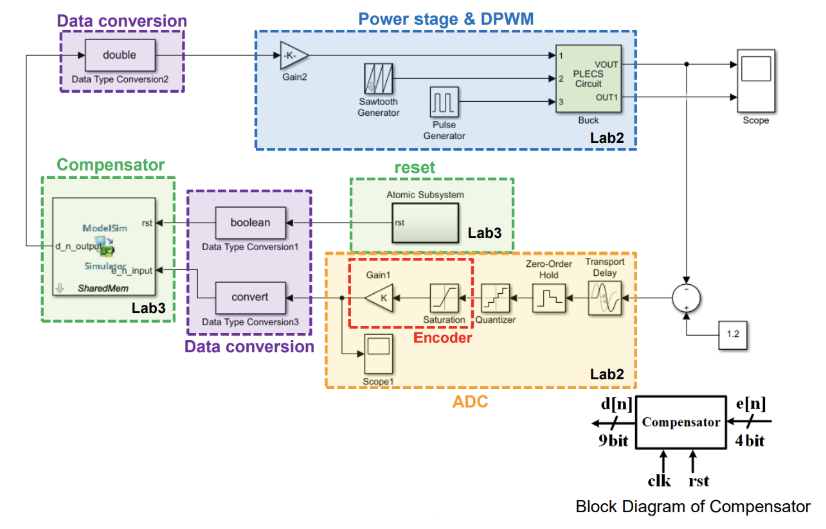 Data conversion
Power stage & DPWM
double
Data Type Conversion2
-K-
Gain2
Sawtooth
Generator
Pulse
Generator
1
2
3
VOUT
PLECS
Circuit
OUT1
Buck
Lab2
Scope
Compensator
reset
Atomic Subsystem
rst
Lab3
ModelSim
Simulator
rst
d_n_output
e_n_input
SharedMem
Lab3
boolean
Data Type Conversion1
convert
Data Type Conversion3
Data conversion
Gain1
K
Saturation
Encoder
Quantizer
Zero-Order
Hold
Transport
Delay
Scope1
Lab2
ADC
−
+
1.2
d[n]
9bit
Compensator
e[n]
4bit
clk
rst
Block Diagram of Compensator